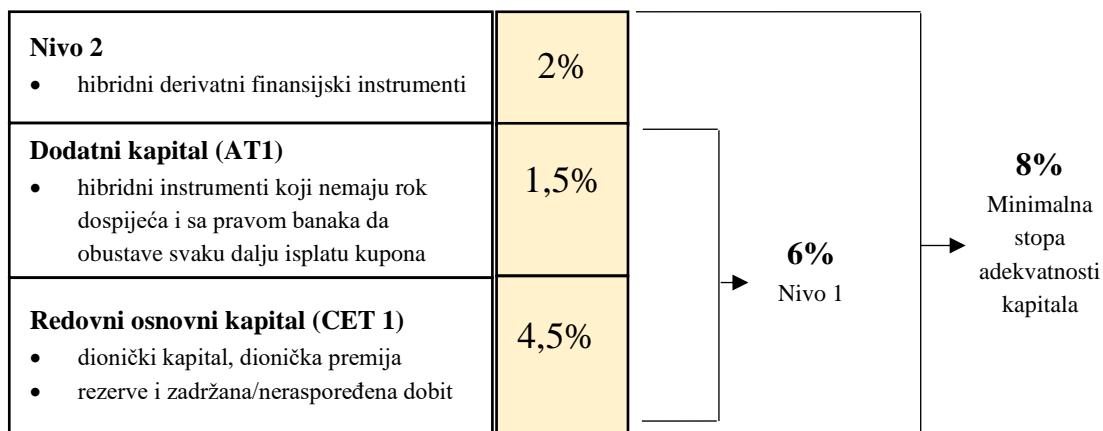 Nivo 2
• hibridni derivatni finansijski instrumenti
2%
Dodatni kapital (AT1)
• hibridni instrumenti koji nemaju rok
dospijeća i sa pravom banaka da
obustave svaku dalju isplatu kupona
1,5%
Redovni osnovni kapital (CET 1)
• dionički kapital, dionička premija
• rezerve i zadržana/neraspoređena dobit
4,5%
6%
Nivo 1
8%
Minimalna
stopa
adekvatnosti
kapitala